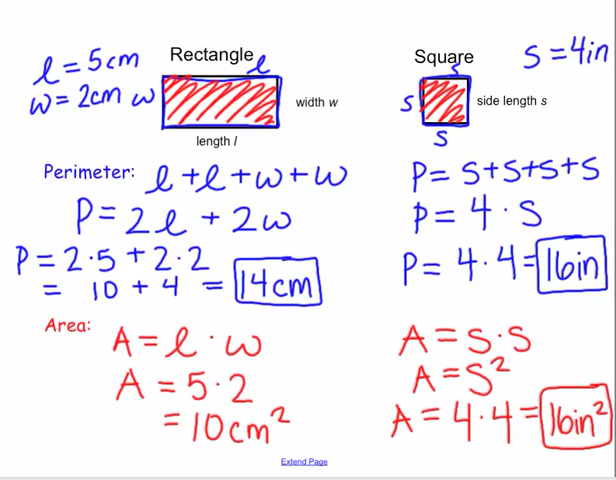 Rectangle
l = 5cm
w = 2cm
l
w
width w
length l
Perimeter: l + l + w + w
P = 2l + 2w
P = 2·5 + 2·2
= 10 + 4 = 14cm
Area:
A = l · w
A = 5·2
= 10cm²
Square
s = 4in
s
s
side length s
s
P = s+s+s+s
P = 4·s
P = 4·4 = 16in
A = s·s
A = s²
A = 4·4 = 16in²
Extend Page